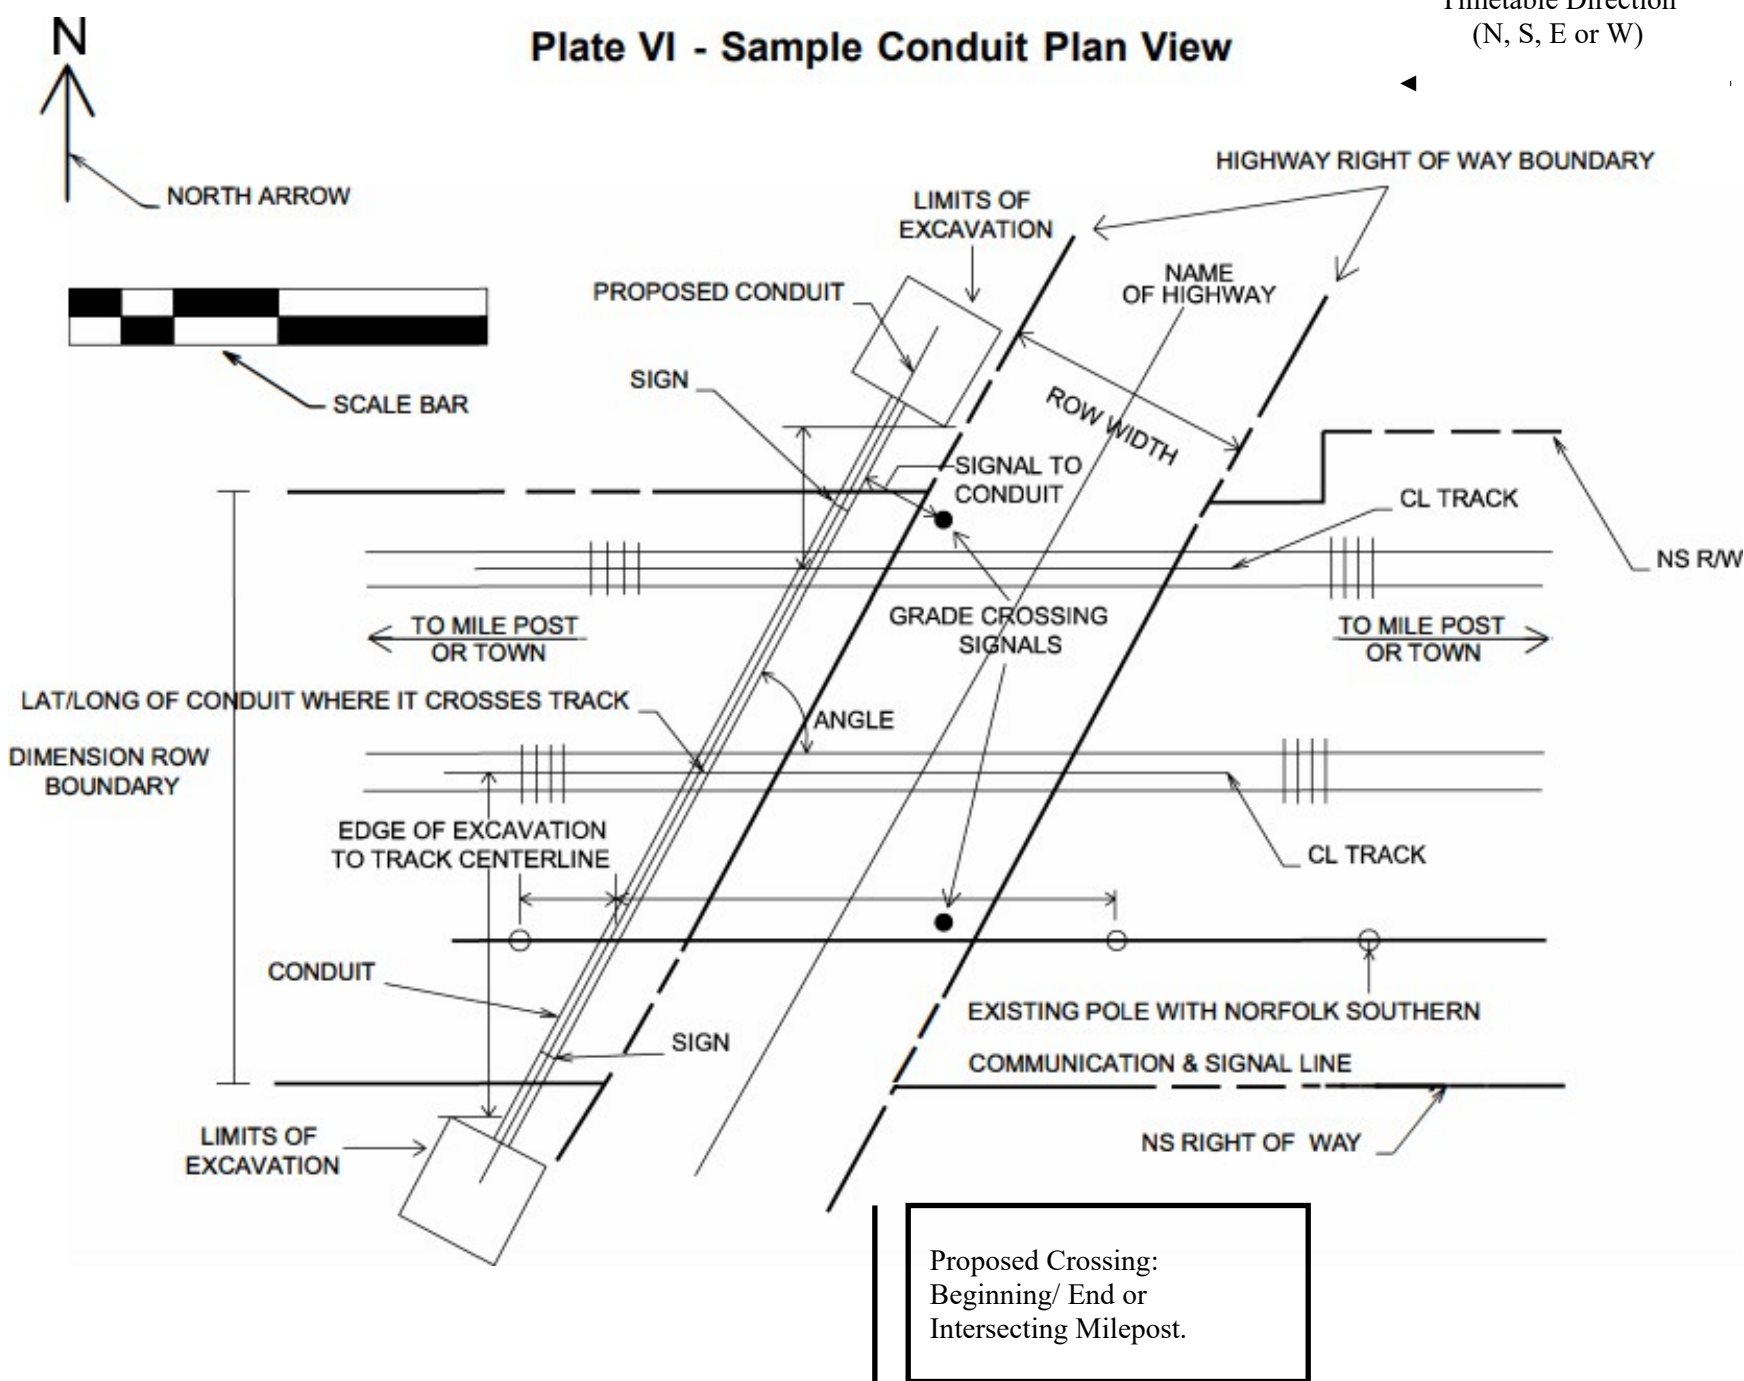 Timetable Direction
(N, S, E or W)
N
Plate VI - Sample Conduit Plan View
HIGHWAY RIGHT OF WAY BOUNDARY
NORTH ARROW
LIMITS OF
EXCAVATION
NAME
OF HIGHWAY
PROPOSED CONDUIT
SIGN
SCALE BAR
ROW WIDTH
SIGNAL TO
CONDUIT
CL TRACK
NS R/W
GRADE CROSSING
SIGNALS
TO MILE POST
OR TOWN
TO MILE POST
OR TOWN
LAT/LONG OF CONDUIT WHERE IT CROSSES TRACK
ANGLE
DIMENSION ROW
BOUNDARY
EDGE OF EXCAVATION
TO TRACK CENTERLINE
CL TRACK
CONDUIT
EXISTING POLE WITH NORFOLK SOUTHERN
COMMUNICATION & SIGNAL LINE
SIGN
LIMITS OF
EXCAVATION
NS RIGHT OF WAY
Proposed Crossing:
Beginning/ End or
Intersecting Milepost.